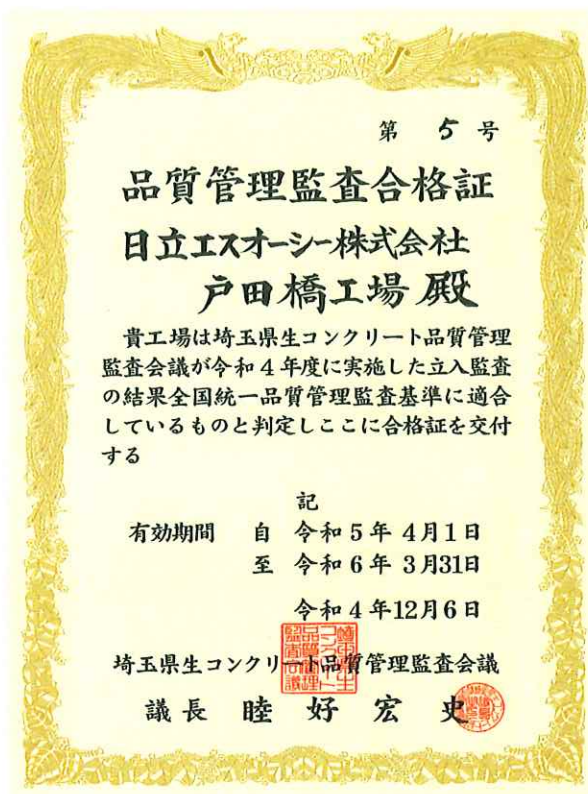 第 5 号
品質管理監査合格証
日立エスオーシー株式会社
戸田橋工場 殿
貴工場は埼玉県生コンクリート品質管理
監査会議が令和4年度に実施した立入監査
の結果全国統一品質管理監査基準に適合
しているものと判定しここに合格証を交付
する
記
有効期間 自 令和5年4月1日
至 令和6年3月31日
令和4年12月6日
埼玉県生コンクリート品質管理監査会議
議長 睦好宏史